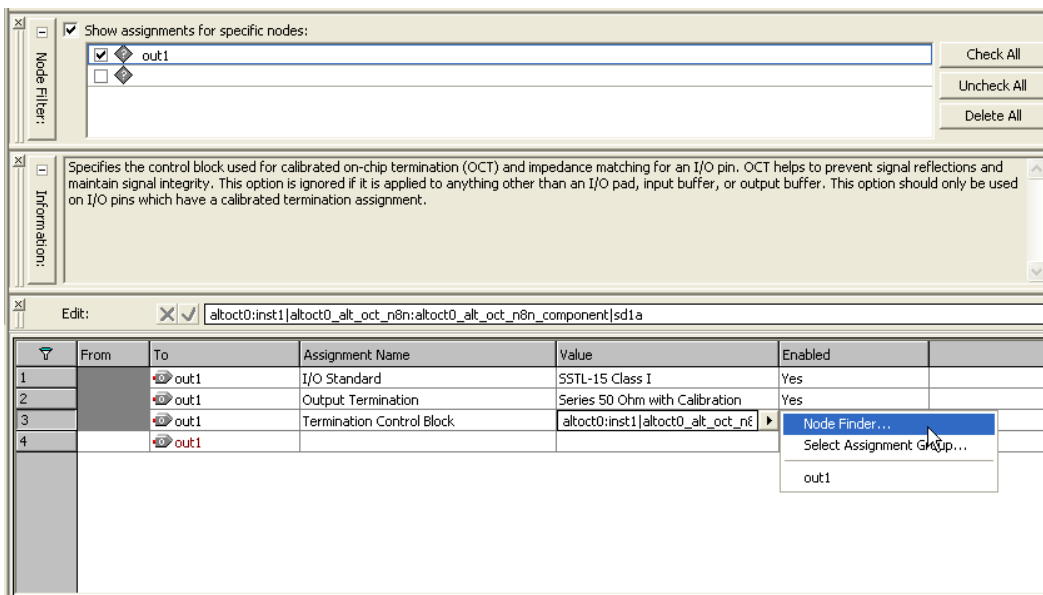 Node Filter:
Show assignments for specific nodes:
out1
Check All
Uncheck All
Delete All
Information:
Specifies the control block used for calibrated on-chip termination (OCT) and impedance matching for an I/O pin. OCT helps to prevent signal reflections and
maintain signal integrity. This option is ignored if it is applied to anything other than an I/O pad, input buffer, or output buffer. This option should only be used
on I/O pins which have a calibrated termination assignment.
Edit: altoct0:inst1|altoct0_alt_oct_n8n:altoct0_alt_oct_n8n_component|sd1a
From To Assignment Name Value Enabled
1 out1 I/O Standard SSTL-15 Class I Yes
2 out1 Output Termination Series 50 Ohm with Calibration Yes
3 out1 Termination Control Block altoct0:inst1|altoct0_alt_oct_n8
4 out1
Node Finder...
Select Assignment Group...
out1